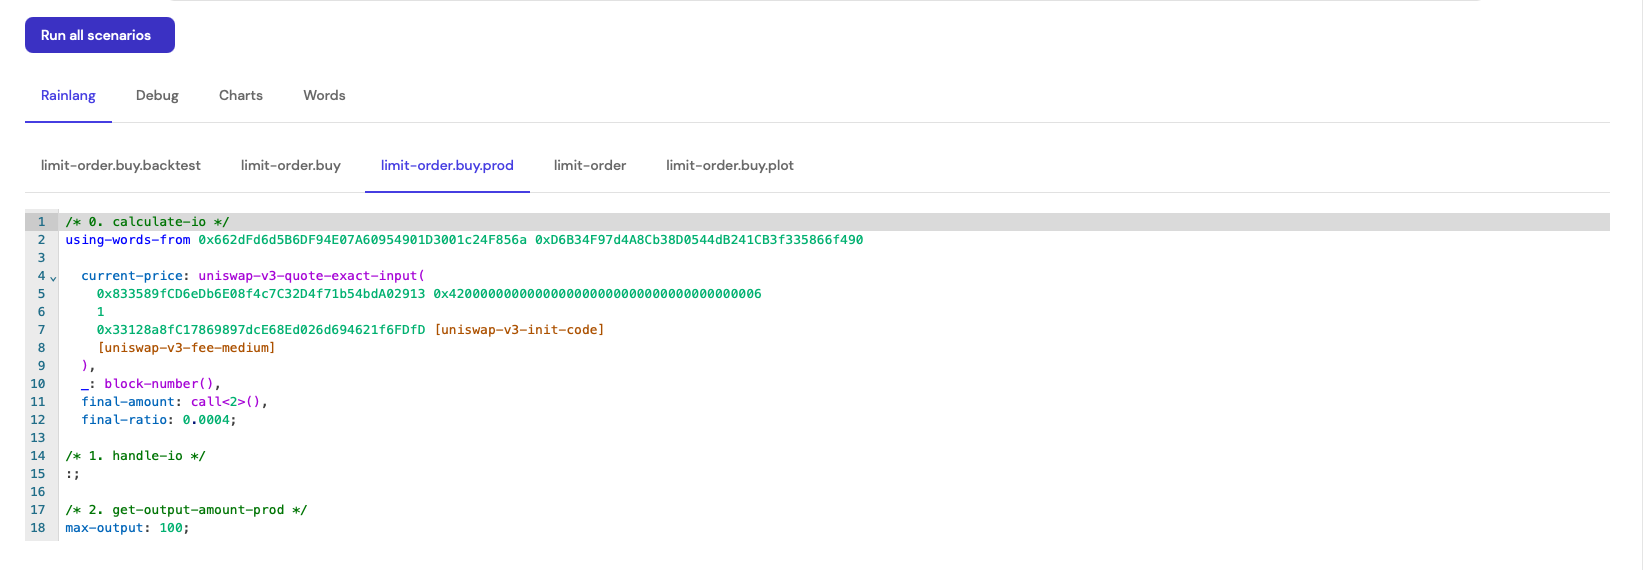 Run all scenarios
Rainlang Debug Charts Words
limit-order.buy.backtest limit-order.buy limit-order.buy.prod limit-order limit-order.buy.plot
1 /* 0. calculate-io */
2 using-words-from 0x662dFd6d5B6DF94E07A60954901D3001c24F856a 0xD6B34F97d4A8Cb38D0544dB241CB3f335866f490
3
4 current-price: uniswap-v3-quote-exact-input(
5 0x833589fCD6eDb6E08f4c7C32D4f71b54bdA02913 0x4200000000000000000000000000000000000006
6 1
7 0x33128a8fC17869897dcE68Ed026d694621f6FDfD [uniswap-v3-init-code]
8 [uniswap-v3-fee-medium]
9 ),
10 _: block-number(),
11 final-amount: call<2>(),
12 final-ratio: 0.0004;
13
14 /* 1. handle-io */
15 :;
16
17 /* 2. get-output-amount-prod */
18 max-output: 100;